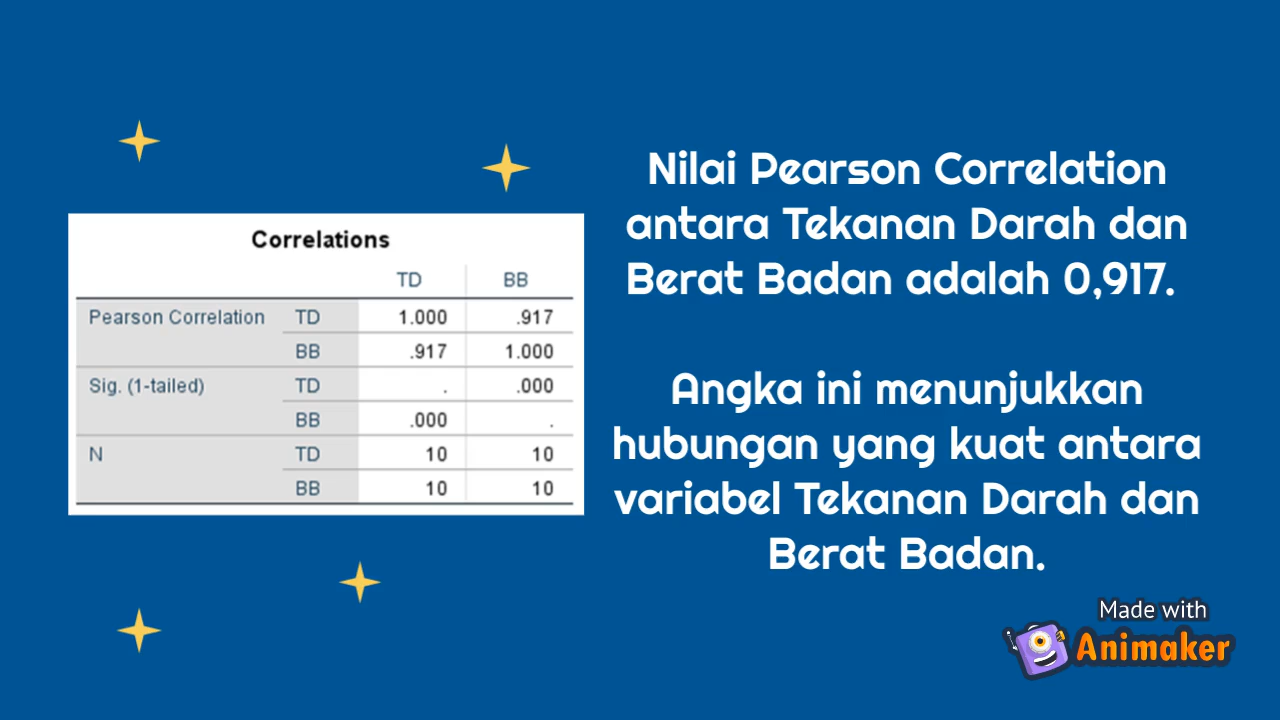 Correlations
TD BB
Pearson Correlation TD 1.000 .917
BB .917 1.000
Sig. (1-tailed) TD . .000
BB .000 .
N TD 10 10
BB 10 10
Nilai Pearson Correlation
antara Tekanan Darah dan
Berat Badan adalah 0,917.
Angka ini menunjukkan
hubungan yang kuat antara
variabel Tekanan Darah dan
Berat Badan.
Made with
Animaker